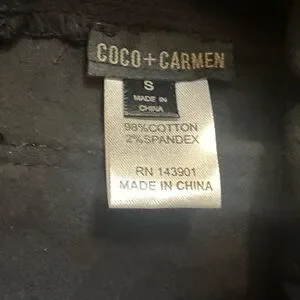 COCO+CARMEN
S
MADE IN
CHINA
98%COTTON
2%SPANDEX
RN 143901
MADE IN CHINA